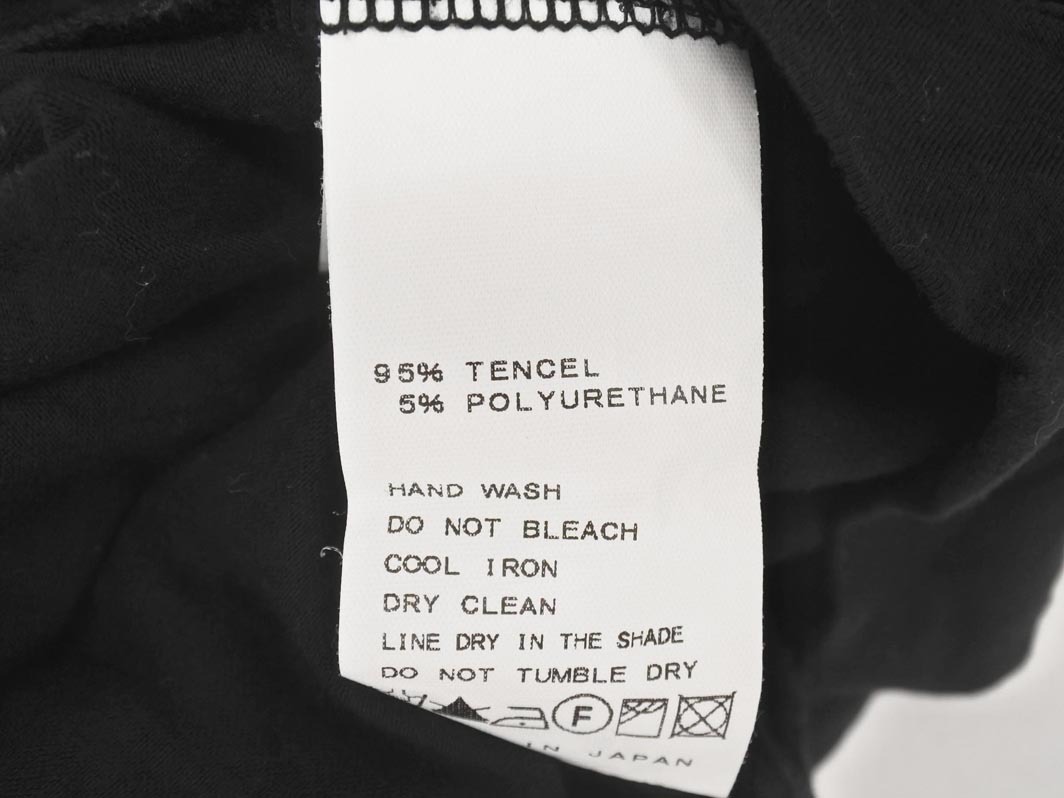 95% TENCEL
5% POLYURETHANE
HAND WASH
DO NOT BLEACH
COOL IRON
DRY CLEAN
LINE DRY IN THE SHADE
DO NOT TUMBLE DRY
F
IN JAPAN